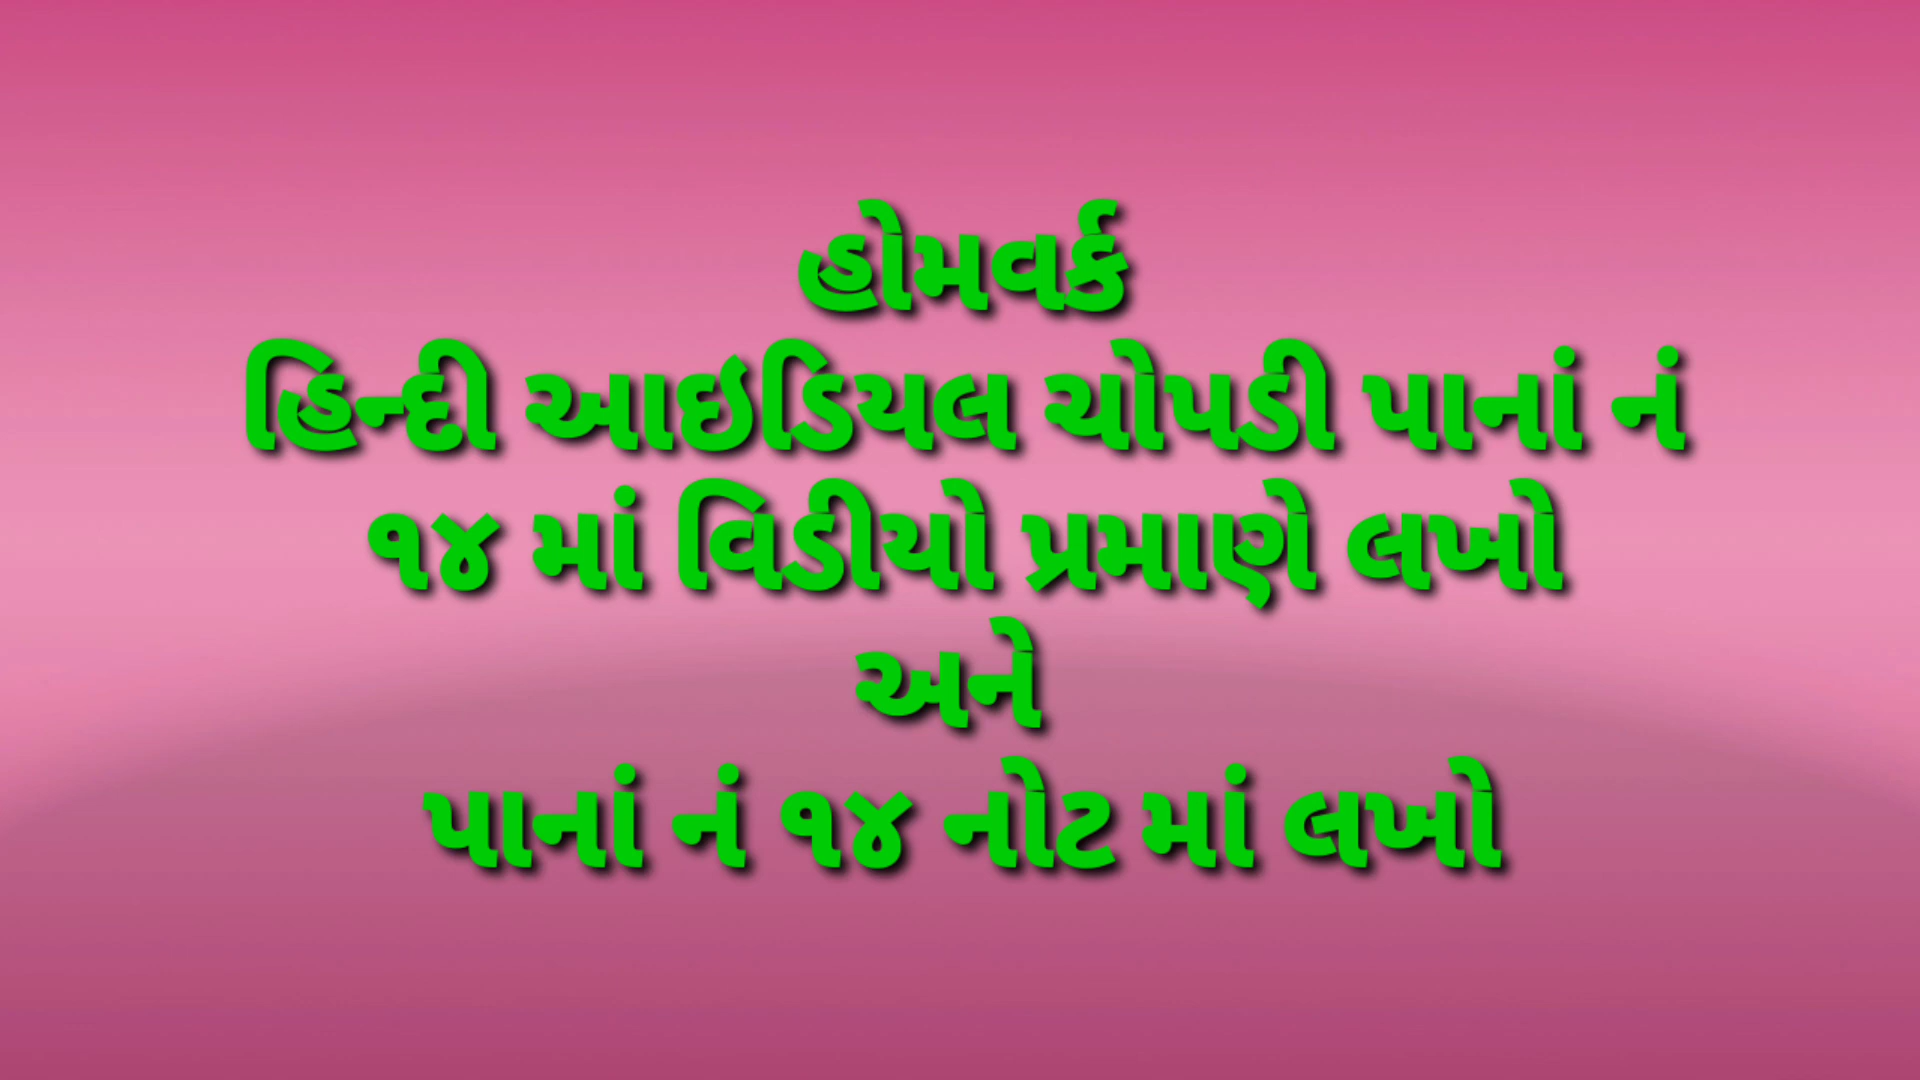 હોમવર્ક
હિન્દી આઇડિયલ ચોપડી પાનાં નં
૧૪ માં વિડીયો પ્રમાણે લખો
અને
પાનાં નં ૧૪ નોટ માં લખો